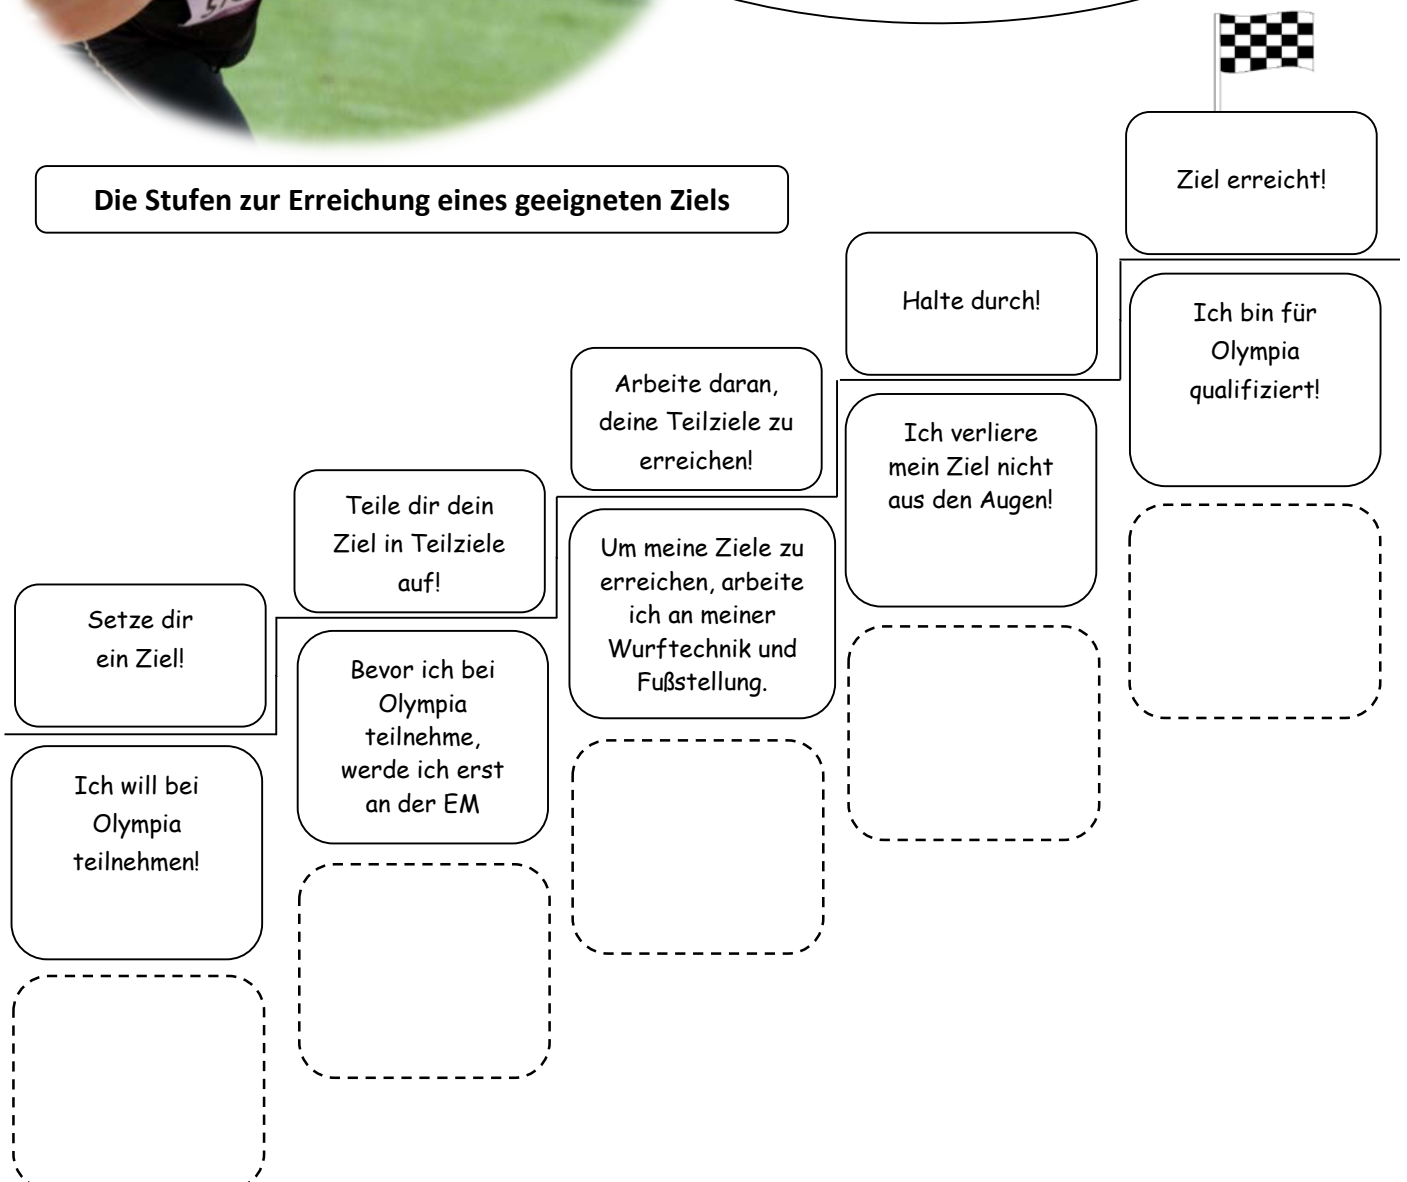 Die Stufen zur Erreichung eines geeigneten Ziels
Ziel erreicht!
Halte durch!
Ich bin für
Olympia
qualifiziert!
Arbeite daran,
deine Teilziele zu
erreichen!
Ich verliere
mein Ziel nicht
aus den Augen!
Teile dir dein
Ziel in Teilziele
auf!
Um meine Ziele zu
erreichen, arbeite
ich an meiner
Wurftechnik und
Fußstellung.
Setze dir
ein Ziel!
Bevor ich bei
Olympia
teilnehme,
werde ich erst
an der EM
Ich will bei
Olympia
teilnehmen!